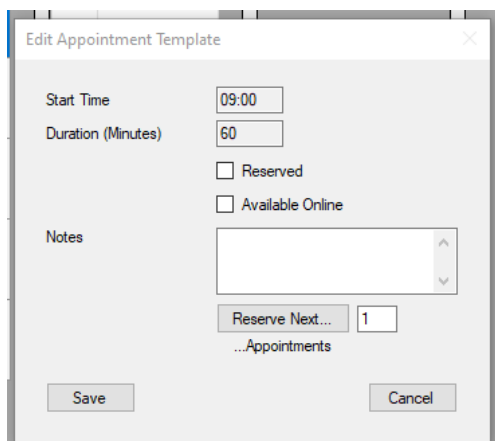 Edit Appointment Template
Start Time 09:00
Duration (Minutes) 60
Reserved
Available Online
Notes
Reserve Next... 1
...Appointments
Save Cancel